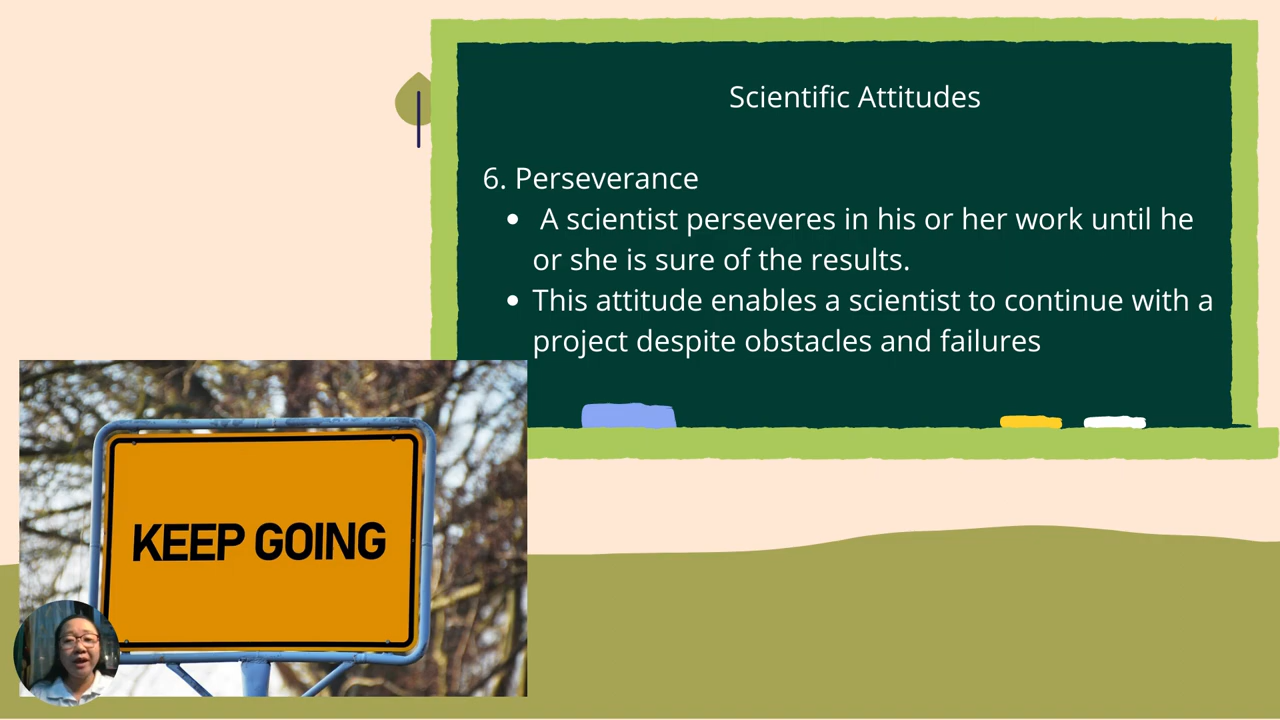 Scientific Attitudes
6. Perseverance
• A scientist perseveres in his or her work until he
or she is sure of the results.
• This attitude enables a scientist to continue with a
project despite obstacles and failures
KEEP GOING